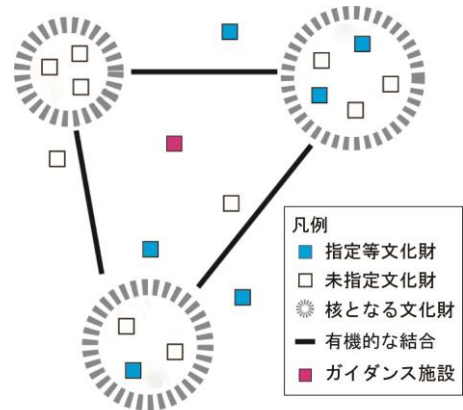 凡例
指定等文化財
未指定文化財
核となる文化財
有機的な結合
ガイダンス施設